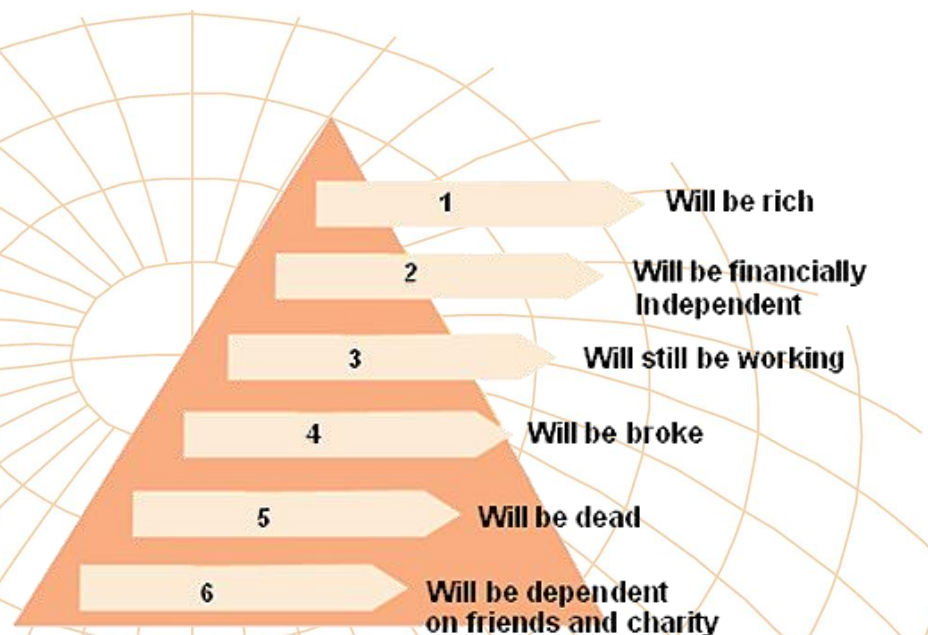 1 Will be rich
2 Will be financially
Independent
3 Will still be working
4 Will be broke
5 Will be dead
6 Will be dependent
on friends and charity